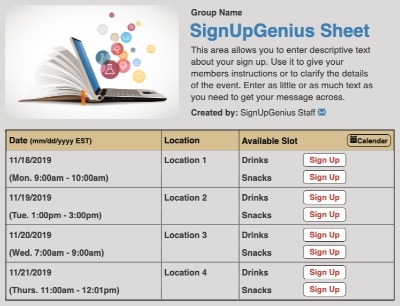 Group Name
SignUpGenius Sheet
This area allows you to enter descriptive text
about your sign up. Use it to give your
members instructions or to clarify the details
of the event. Enter as little or as much text as
you need to get your message across.
Created by: SignUpGenius Staff
Date (mm/dd/yyyy EST) Location Available Slot Calendar
11/18/2019 Location 1 Drinks Sign Up
(Mon. 9:00am - 10:00am) Snacks Sign Up
11/19/2019 Location 2 Drinks Sign Up
(Tue. 1:00pm - 3:00pm) Snacks Sign Up
11/20/2019 Location 3 Drinks Sign Up
(Wed. 7:00am - 9:00am) Snacks Sign Up
11/21/2019 Location 4 Drinks Sign Up
(Thurs. 11:00am - 12:01pm) Snacks Sign Up